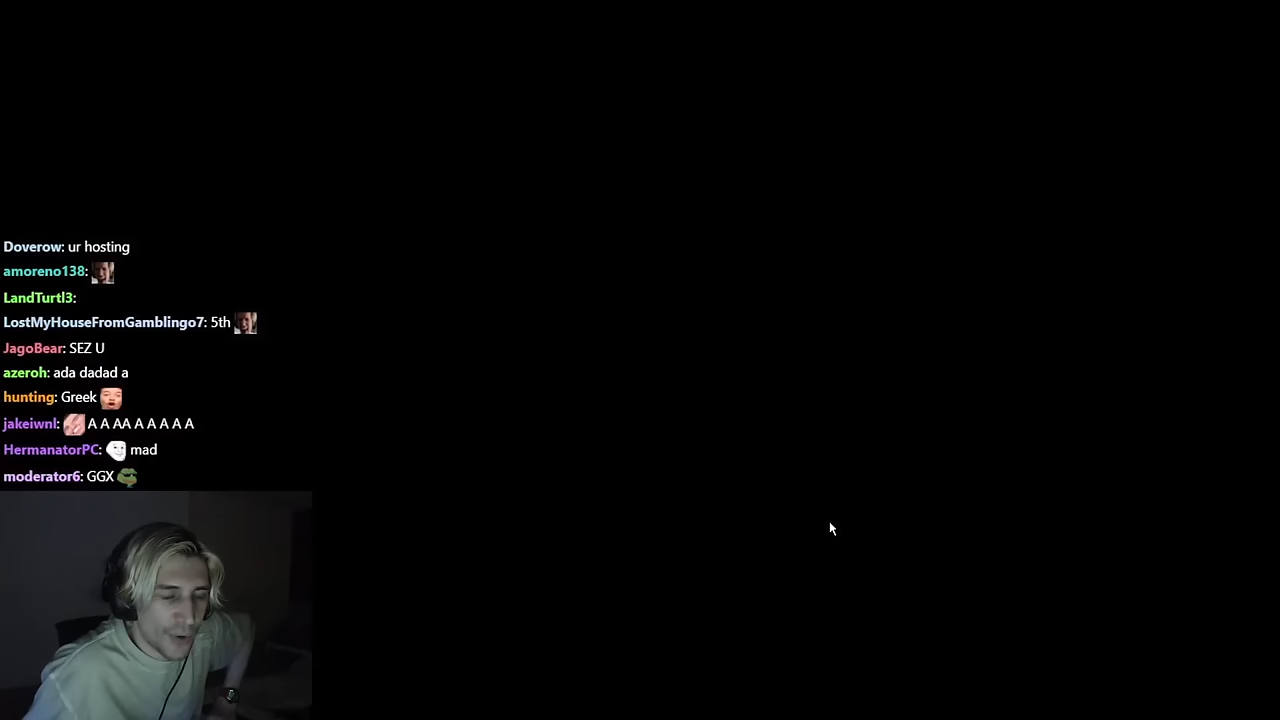 Doverow: ur hosting
amoreno138:
LandTurtl3:
LostMyHouseFromGamblingo7: 5th
JagoBear: SEZ U
azeroh: ada dadad a
hunting: Greek
jakeiwnl: A A AA A A A A A
HermanatorPC: mad
moderator6: GGX